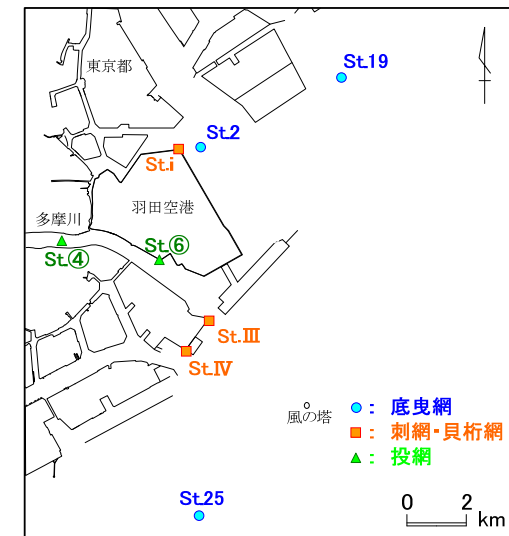 St.19
東京都
St.2
St.i
羽田空港
多摩川
St.⑥
St.④
St.III
St.IV
風の塔
： 底曳網
： 刺網・貝桁網
： 投網
St.25
0 2
km